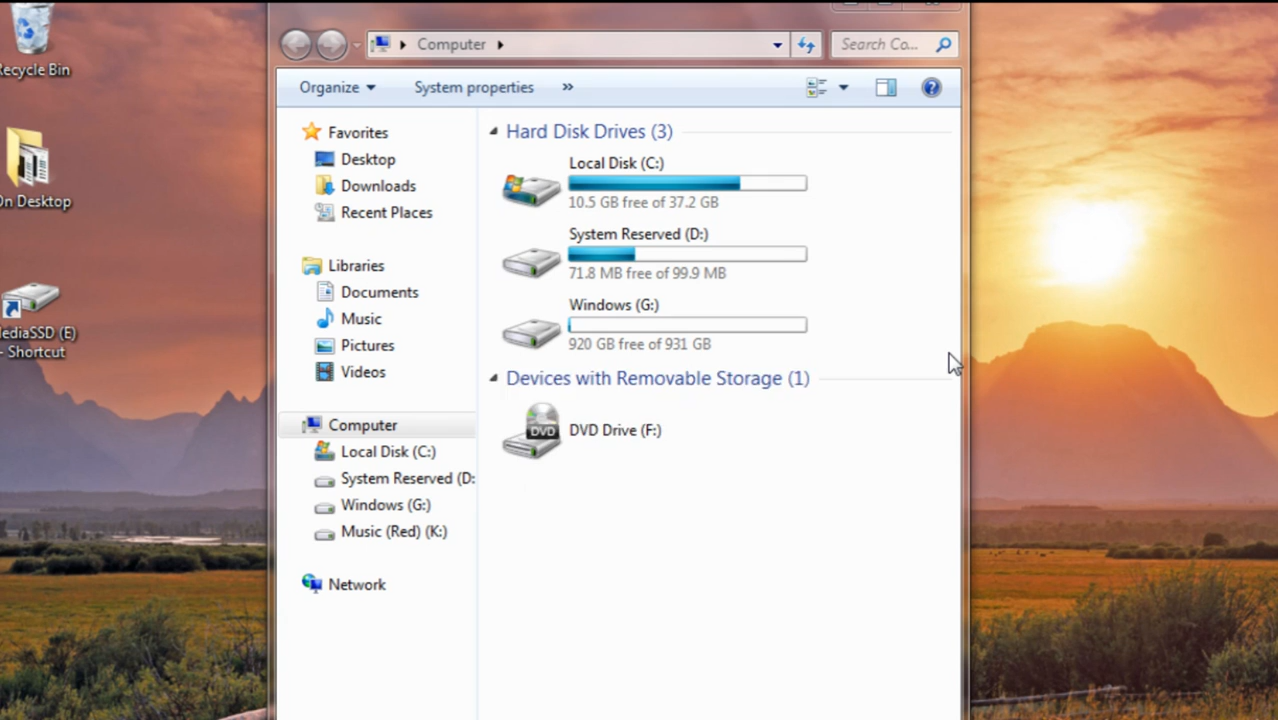 Computer
Search Co...
Organize
System properties
»
Recycle Bin
On Desktop
MediaSSD (E)
- Shortcut
Favorites
Desktop
Downloads
Recent Places
Libraries
Documents
Music
Pictures
Videos
Computer
Local Disk (C:)
System Reserved (D:
Windows (G:)
Music (Red) (K:)
Network
Hard Disk Drives (3)
Local Disk (C:)
10.5 GB free of 37.2 GB
System Reserved (D:)
71.8 MB free of 99.9 MB
Windows (G:)
920 GB free of 931 GB
Devices with Removable Storage (1)
DVD
DVD Drive (F:)